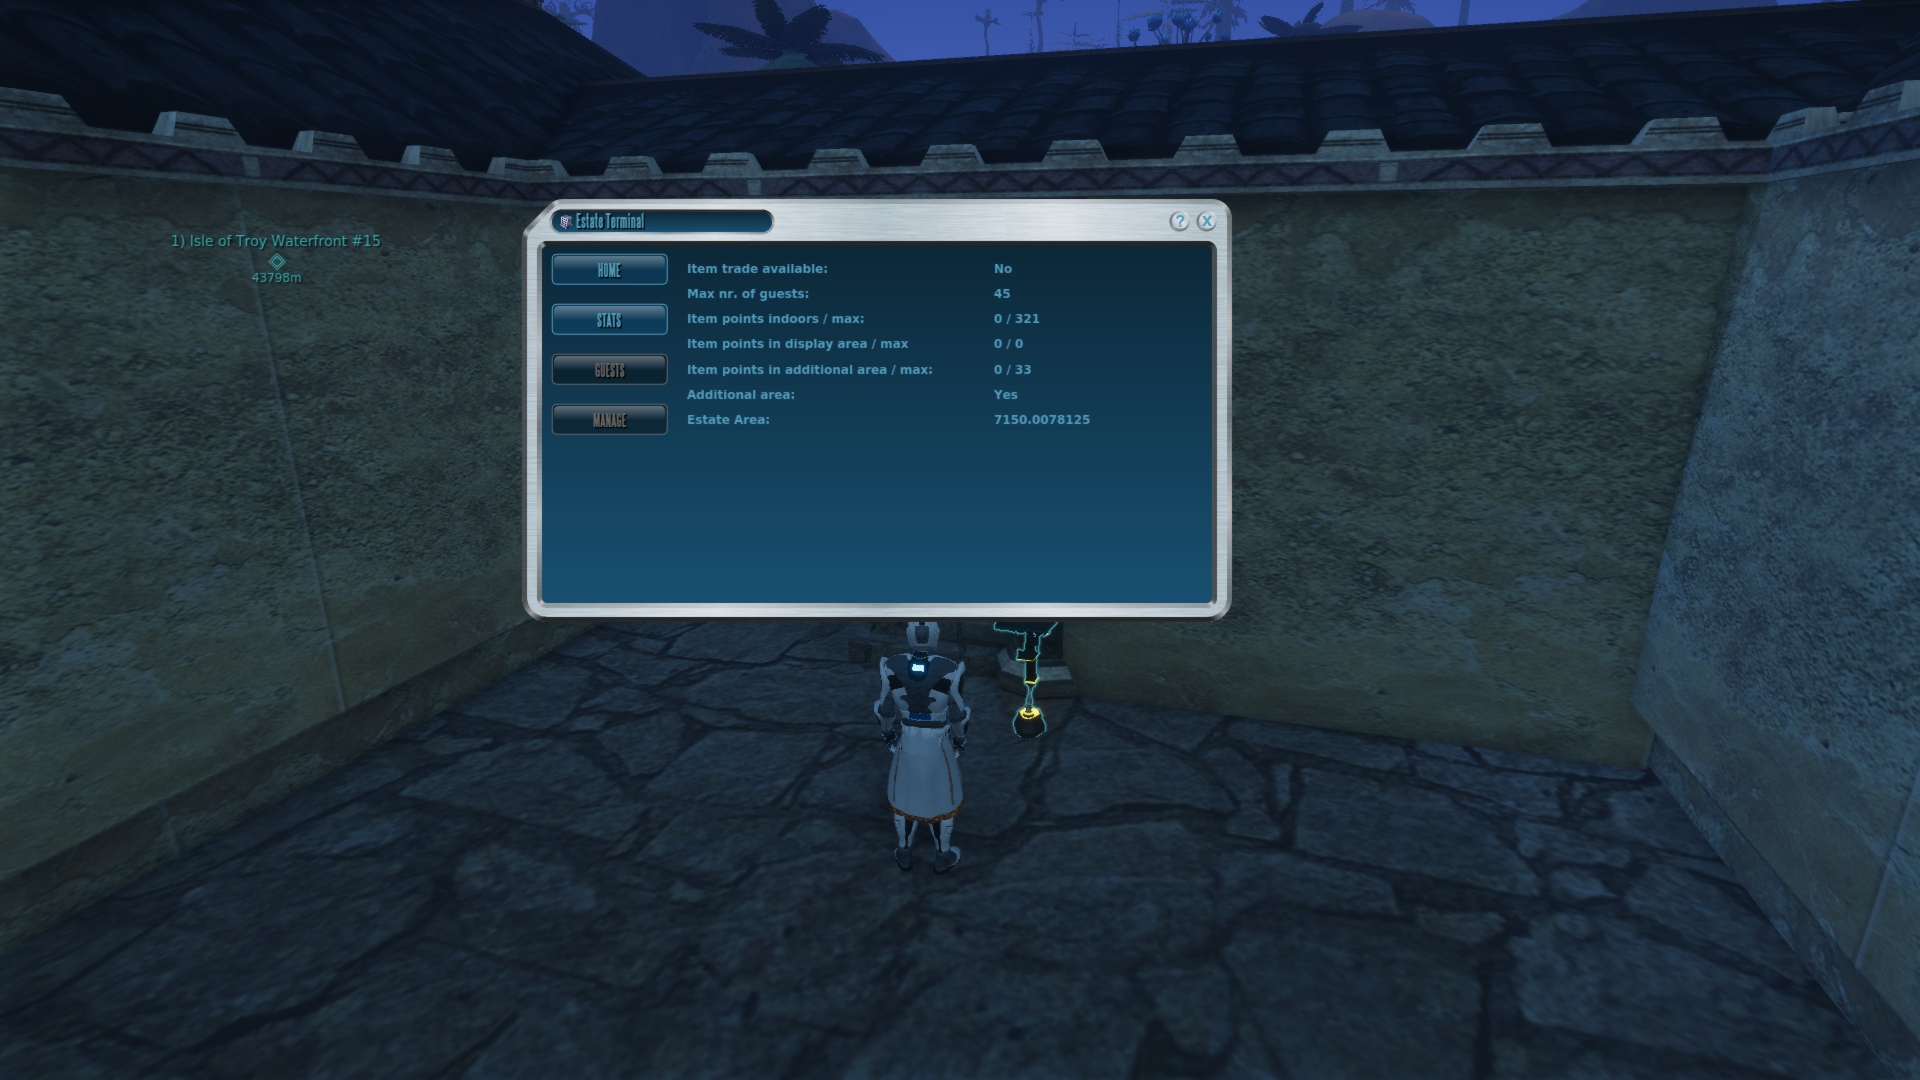 Estate Terminal
?
X
1) Isle of Troy Waterfront #15
43798m
HOME
STATS
GUESTS
MANAGE
Item trade available: No
Max nr. of guests: 45
Item points indoors / max: 0 / 321
Item points in display area / max 0 / 0
Item points in additional area / max: 0 / 33
Additional area: Yes
Estate Area: 7150.0078125